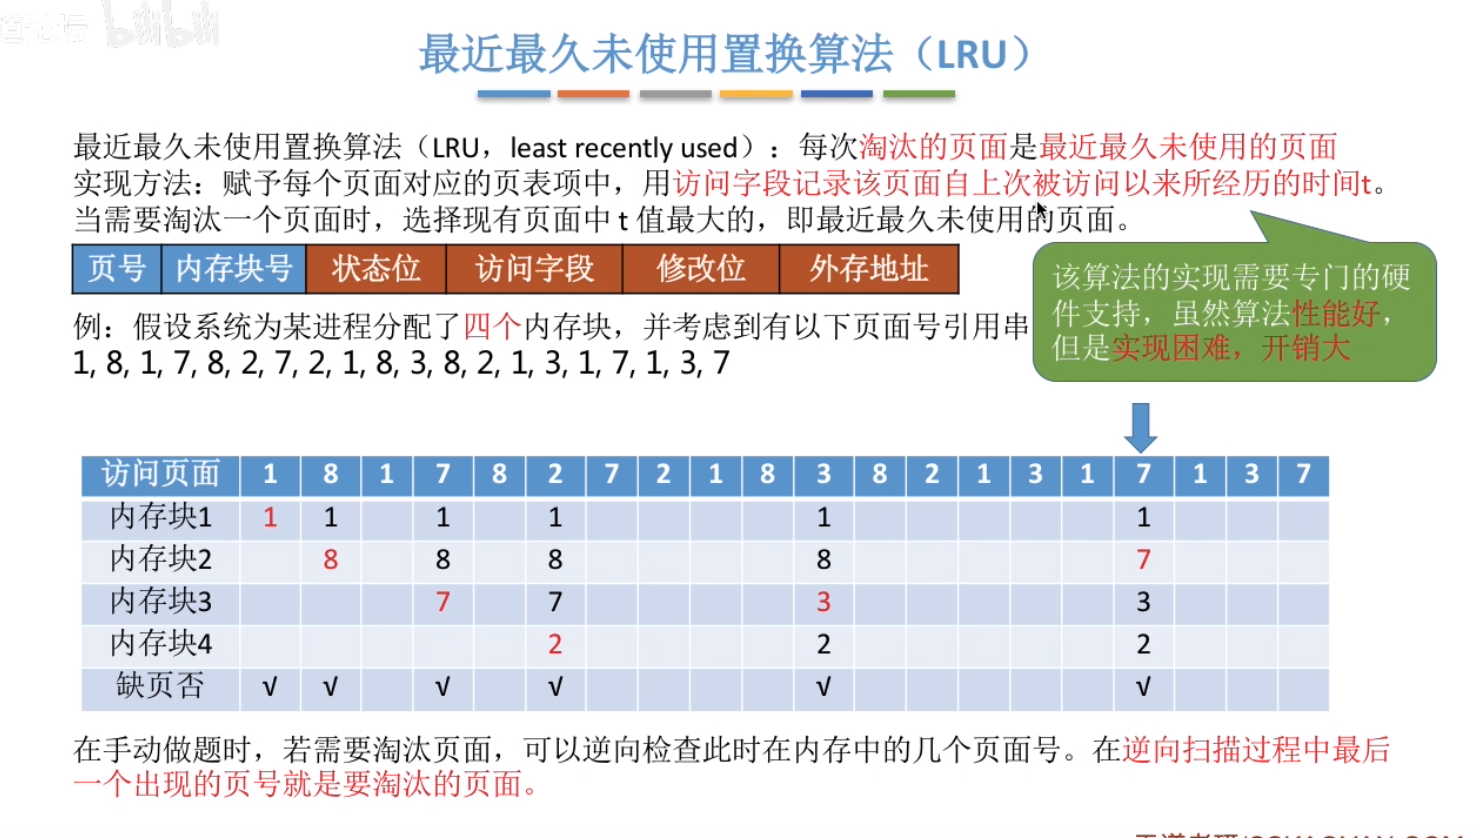 最近最久未使用置换算法（LRU）
最近最久未使用置换算法（LRU，least recently used）：每次淘汰的页面是最近最久未使用的页面
实现方法：赋予每个页面对应的页表项中，用访问字段记录该页面自上次被访问以来所经历的时间t。
当需要淘汰一个页面时，选择现有页面中 t 值最大的，即最近最久未使用的页面。
页号 内存块号 状态位 访问字段 修改位 外存地址
该算法的实现需要专门的硬
件支持，虽然算法性能好，
但是实现困难，开销大
例：假设系统为某进程分配了四个内存块，并考虑到有以下页面号引用串
1, 8, 1, 7, 8, 2, 7, 2, 1, 8, 3, 8, 2, 1, 3, 1, 7, 1, 3, 7
访问页面 1 8 1 7 8 2 7 2 1 8 3 8 2 1 3 1 7 1 3 7
内存块1 1 1 1 1 1 1
内存块2 8 8 8 8 7
内存块3 7 7 3 3
内存块4 2 2 2
缺页否 √ √ √ √ √ √
在手动做题时，若需要淘汰页面，可以逆向检查此时在内存中的几个页面号。在逆向扫描过程中最后
一个出现的页号就是要淘汰的页面。